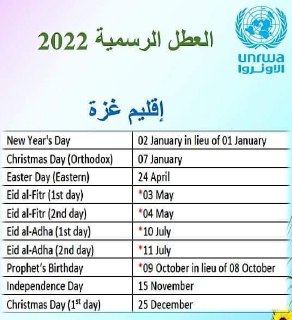 العطل الرسمية 2022
unrwa
الأونروا
إقليم غزة
New Year's Day 02 January in lieu of 01 January
Christmas Day (Orthodox) 07 January
Easter Day (Eastern) 24 April
Eid al-Fitr (1st day) *03 May
Eid al-Fitr (2nd day) *04 May
Eid al-Adha (1st day) *10 July
Eid al-Adha (2nd day) *11 July
Prophet's Birthday *09 October in lieu of 08 October
Independence Day 15 November
Christmas Day (1st day) 25 December